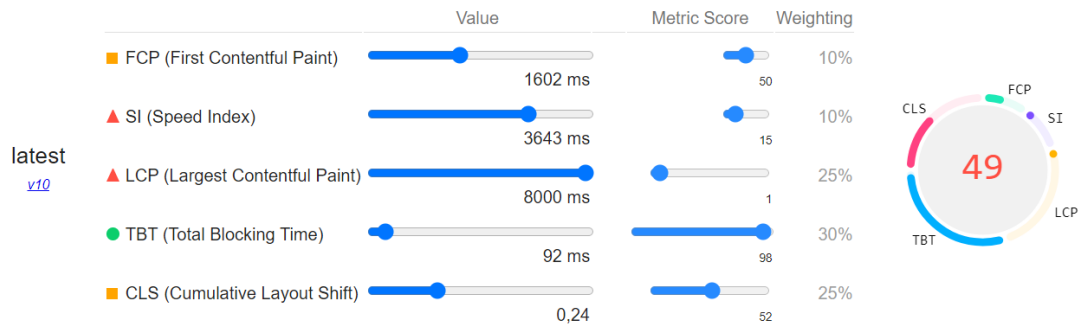 Value Metric Score Weighting
FCP (First Contentful Paint) 10%
1602 ms 50
SI (Speed Index) 10%
3643 ms 15
latest
v10
LCP (Largest Contentful Paint) 25%
8000 ms 1
TBT (Total Blocking Time) 30%
92 ms 98
CLS (Cumulative Layout Shift) 25%
0,24 52
FCP
SI
LCP
TBT
CLS
49